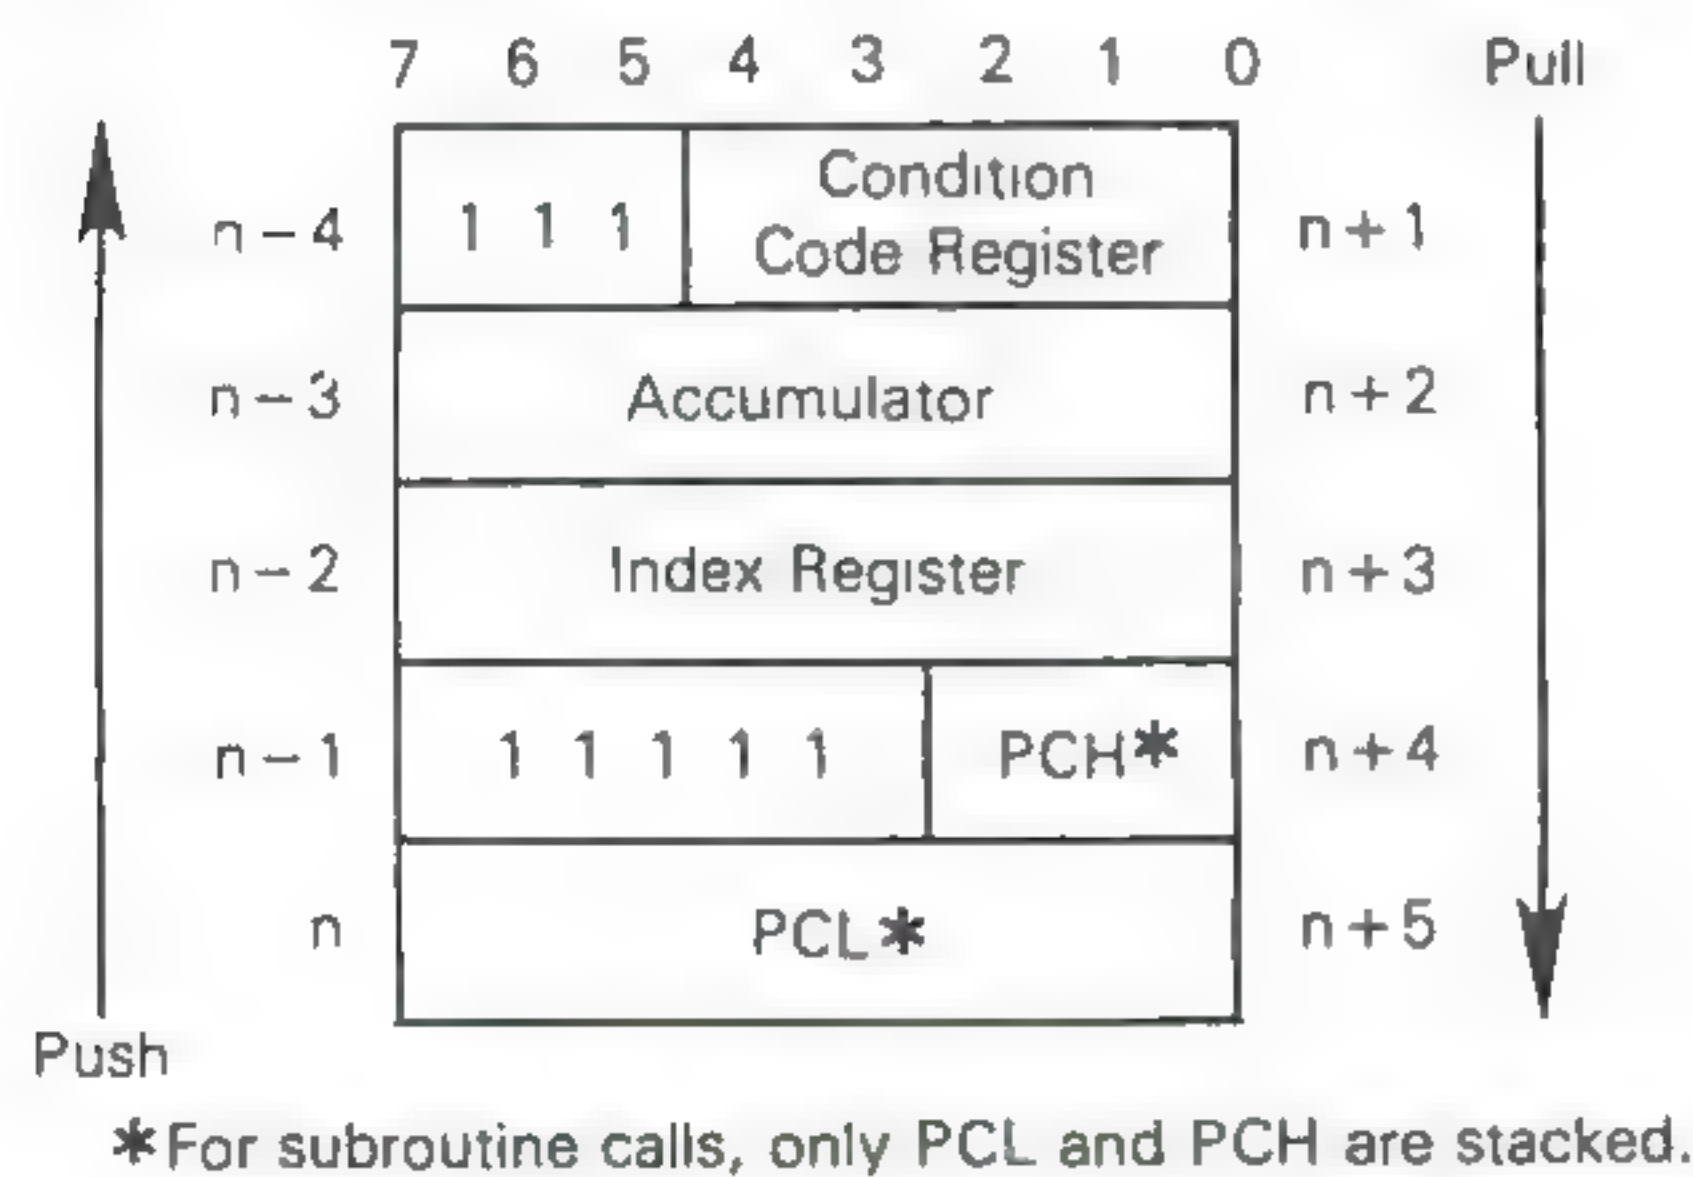 7 6 5 4 3 2 1 0 Pull
Condition
n-4 1 1 1 Code Register n+1
n-3 Accumulator n+2
n-2 Index Register n+3
n-1 1 1 1 1 1 PCH* n+4
n PCL* n+5
Push
*For subroutine calls, only PCL and PCH are stacked.